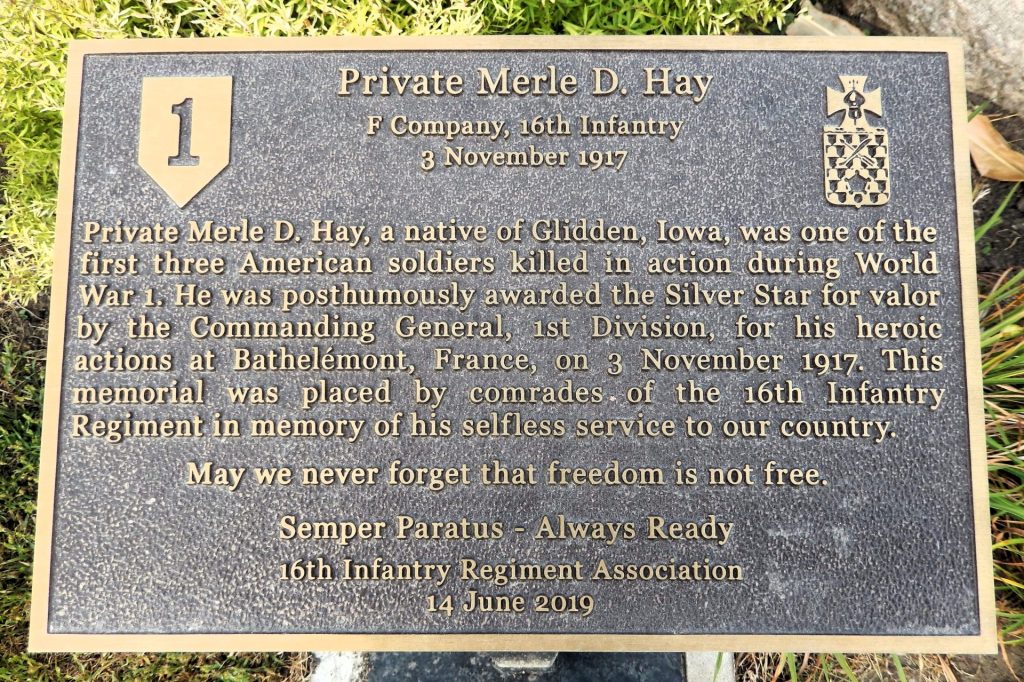 1
Private Merle D. Hay
F Company, 16th Infantry
3 November 1917
Private Merle D. Hay, a native of Glidden, Iowa, was one of the
first three American soldiers killed in action during World
War 1. He was posthumously awarded the Silver Star for valor
by the Commanding General, 1st Division, for his heroic
actions at Bathelémont, France, on 3 November 1917. This
memorial was placed by comrades of the 16th Infantry
Regiment in memory of his selfless service to our country.
May we never forget that freedom is not free.
Semper Paratus - Always Ready
16th Infantry Regiment Association
14 June 2019